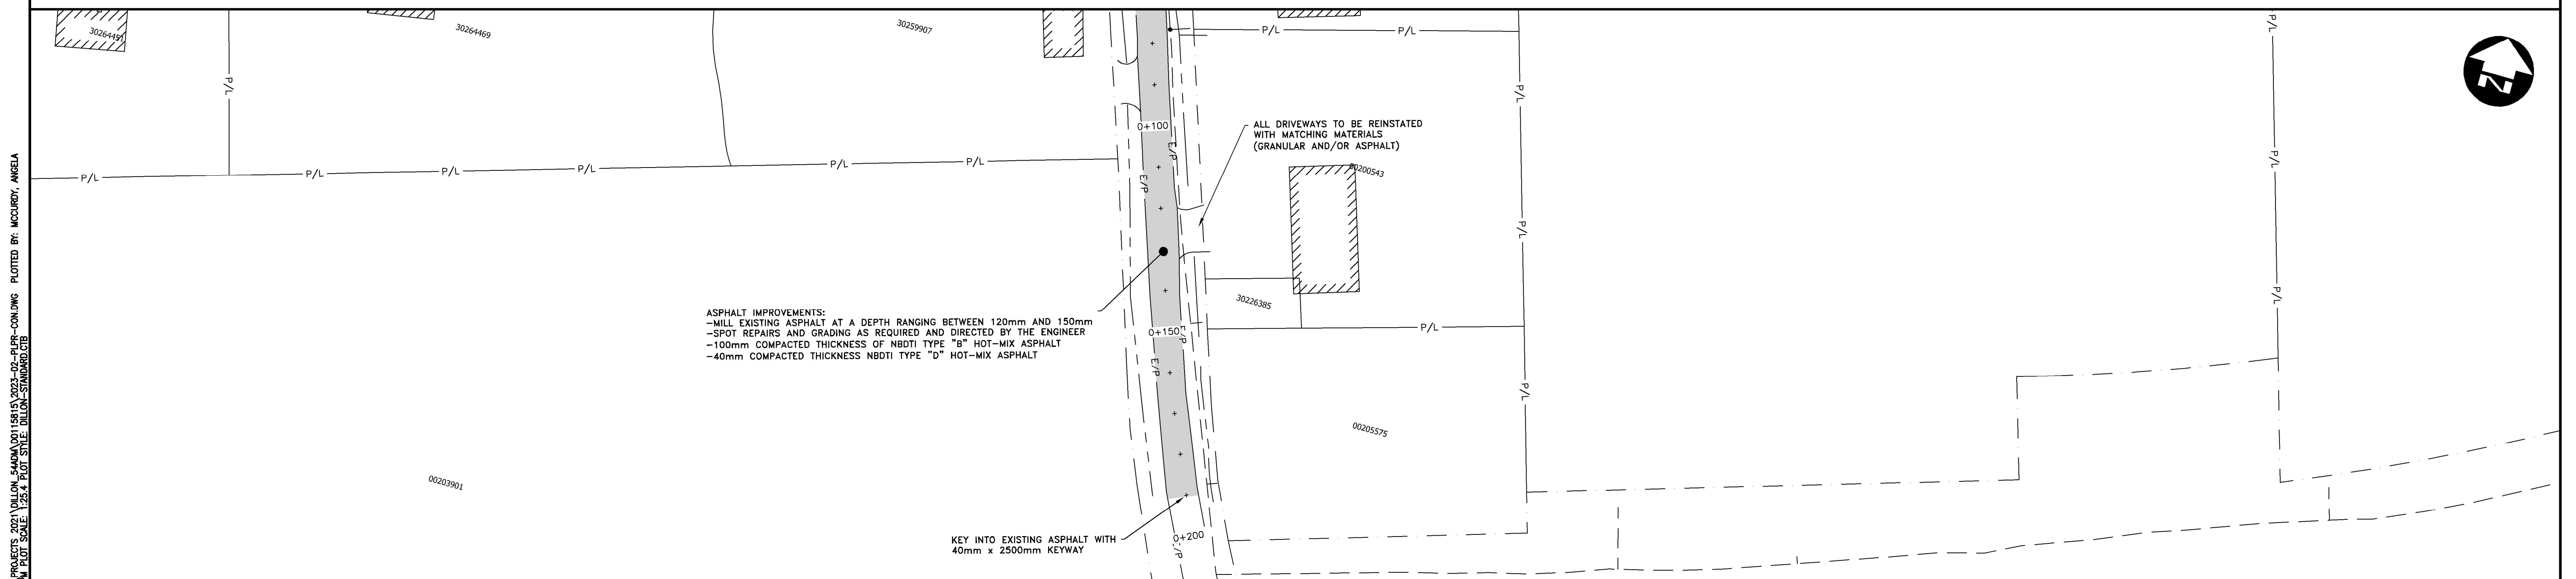 30264451
30264469
30259907
P/L
P/L
P/L
P/L
P/L
P/L
P/L
P/L
P/L
P/L
P/L
0+100
E/P
E/P
ALL DRIVEWAYS TO BE REINSTATED
WITH MATCHING MATERIALS
(GRANULAR AND/OR ASPHALT)
00200543
P/L
P/L
P/L
P/L
P/L
N
30226385
P/L
ASPHALT IMPROVEMENTS:
-MILL EXISTING ASPHALT AT A DEPTH RANGING BETWEEN 120mm AND 150mm
-SPOT REPAIRS AND GRADING AS REQUIRED AND DIRECTED BY THE ENGINEER
-100mm COMPACTED THICKNESS OF NBDTI TYPE "B" HOT-MIX ASPHALT
-40mm COMPACTED THICKNESS NBDTI TYPE "D" HOT-MIX ASPHALT
0+150
E/P
E/P
00205575
00203901
KEY INTO EXISTING ASPHALT WITH
40mm x 2500mm KEYWAY
0+200
E/P
PROJECTS 2021\DILLON_54ADM\D0115815\2023-02-PLPR-CON.DWG PLOTTED BY: MCCURDY, ANGELA
PLOT SCALE: 1:25.4 PLOT STYLE: DILLON-STANDARD.CTB